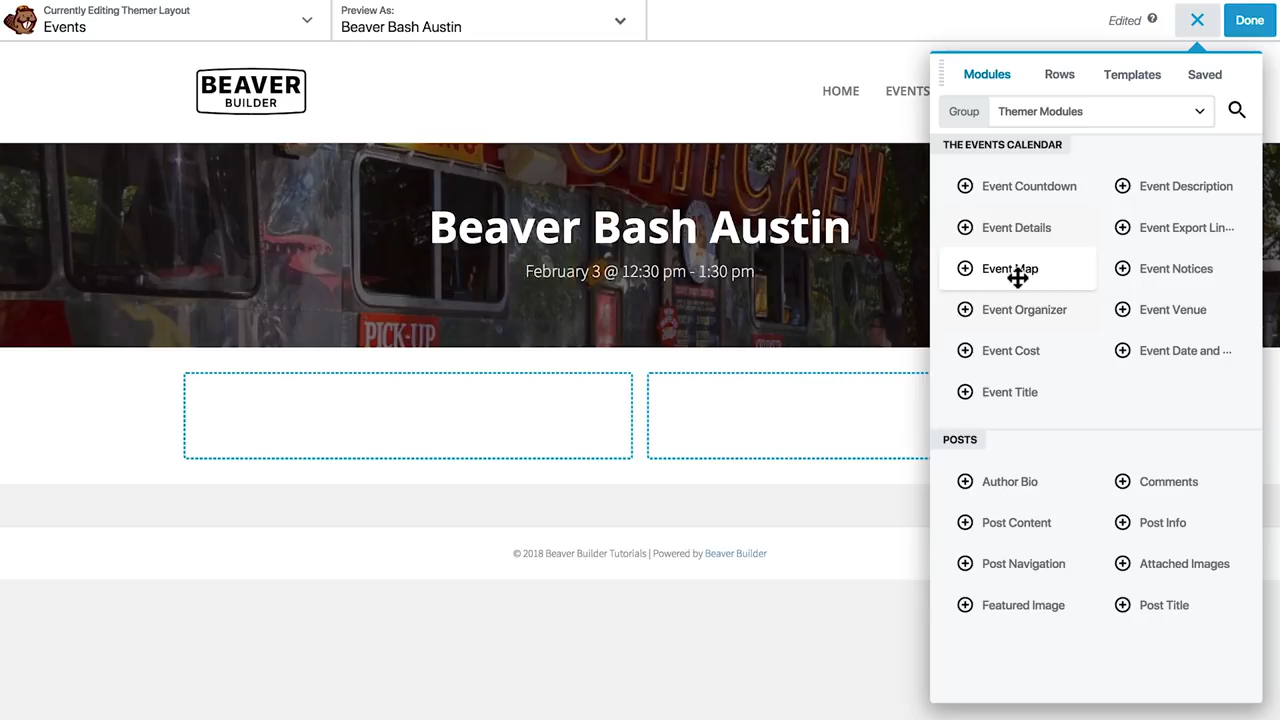 Currently Editing Themer Layout
Events
Preview As:
Beaver Bash Austin
Edited
Done
BEAVER
BUILDER
HOME
EVENTS
Modules
Rows
Templates
Saved
Group
Themer Modules
CHICKEN
Beaver Bash Austin
February 3 @ 12:30 pm - 1:30 pm
PICK-UP
THE EVENTS CALENDAR
Event Countdown
Event Description
Event Details
Event Export Lin...
Event Map
Event Notices
Event Organizer
Event Venue
Event Cost
Event Date and ...
Event Title
POSTS
Author Bio
Comments
Post Content
Post Info
Post Navigation
Attached Images
Featured Image
Post Title
© 2018 Beaver Builder Tutorials | Powered by Beaver Builder